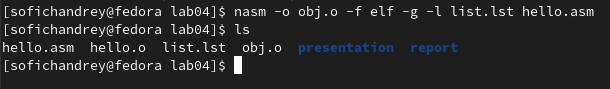 [sofichandrey@fedora lab04]$ nasm -o obj.o -f elf -g -l list.lst hello.asm
[sofichandrey@fedora lab04]$ ls
hello.asm  hello.o  list.lst  obj.o  presentation  report
[sofichandrey@fedora lab04]$